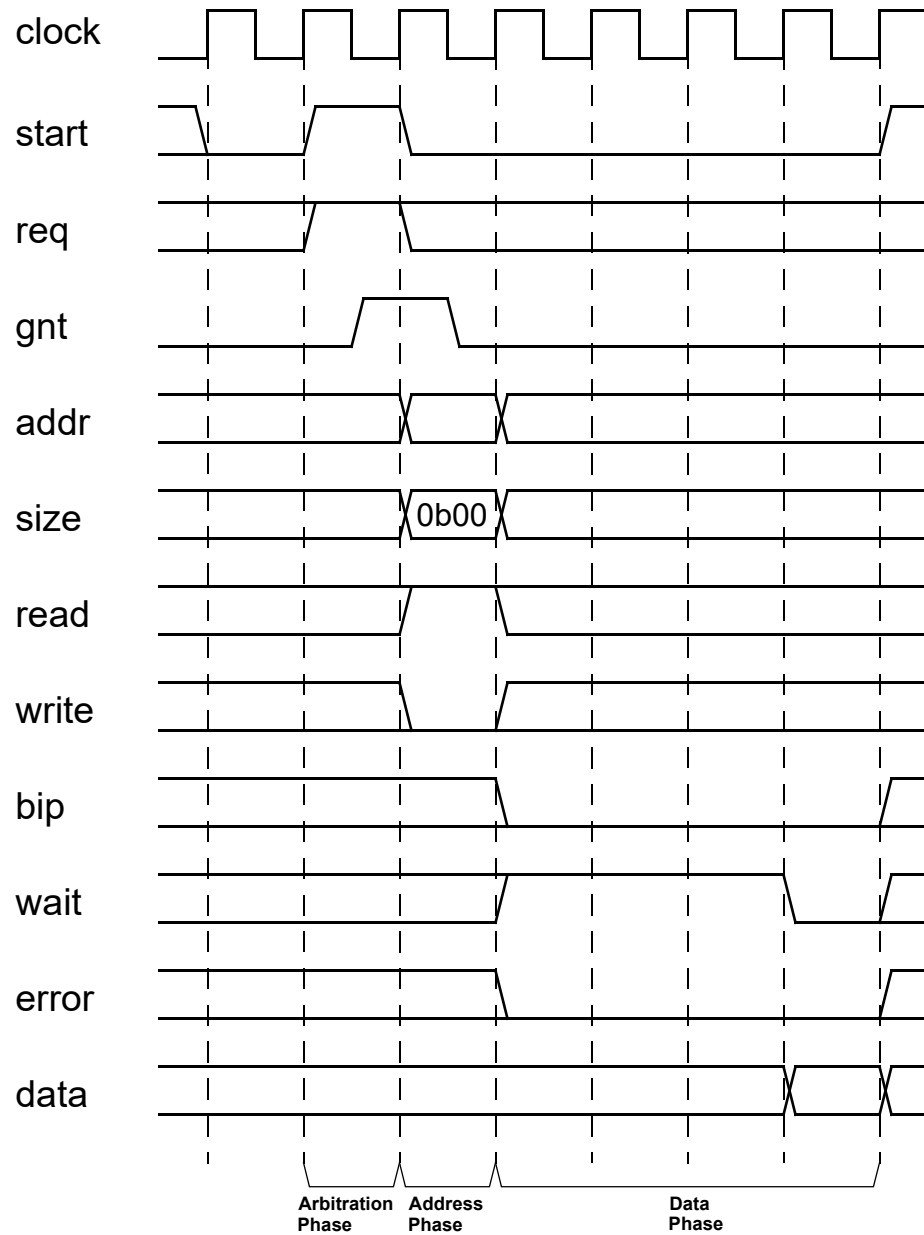 clock
start
req
gnt
addr
size
0b00
read
write
bip
wait
error
data
Arbitration
Phase
Address
Phase
Data
Phase